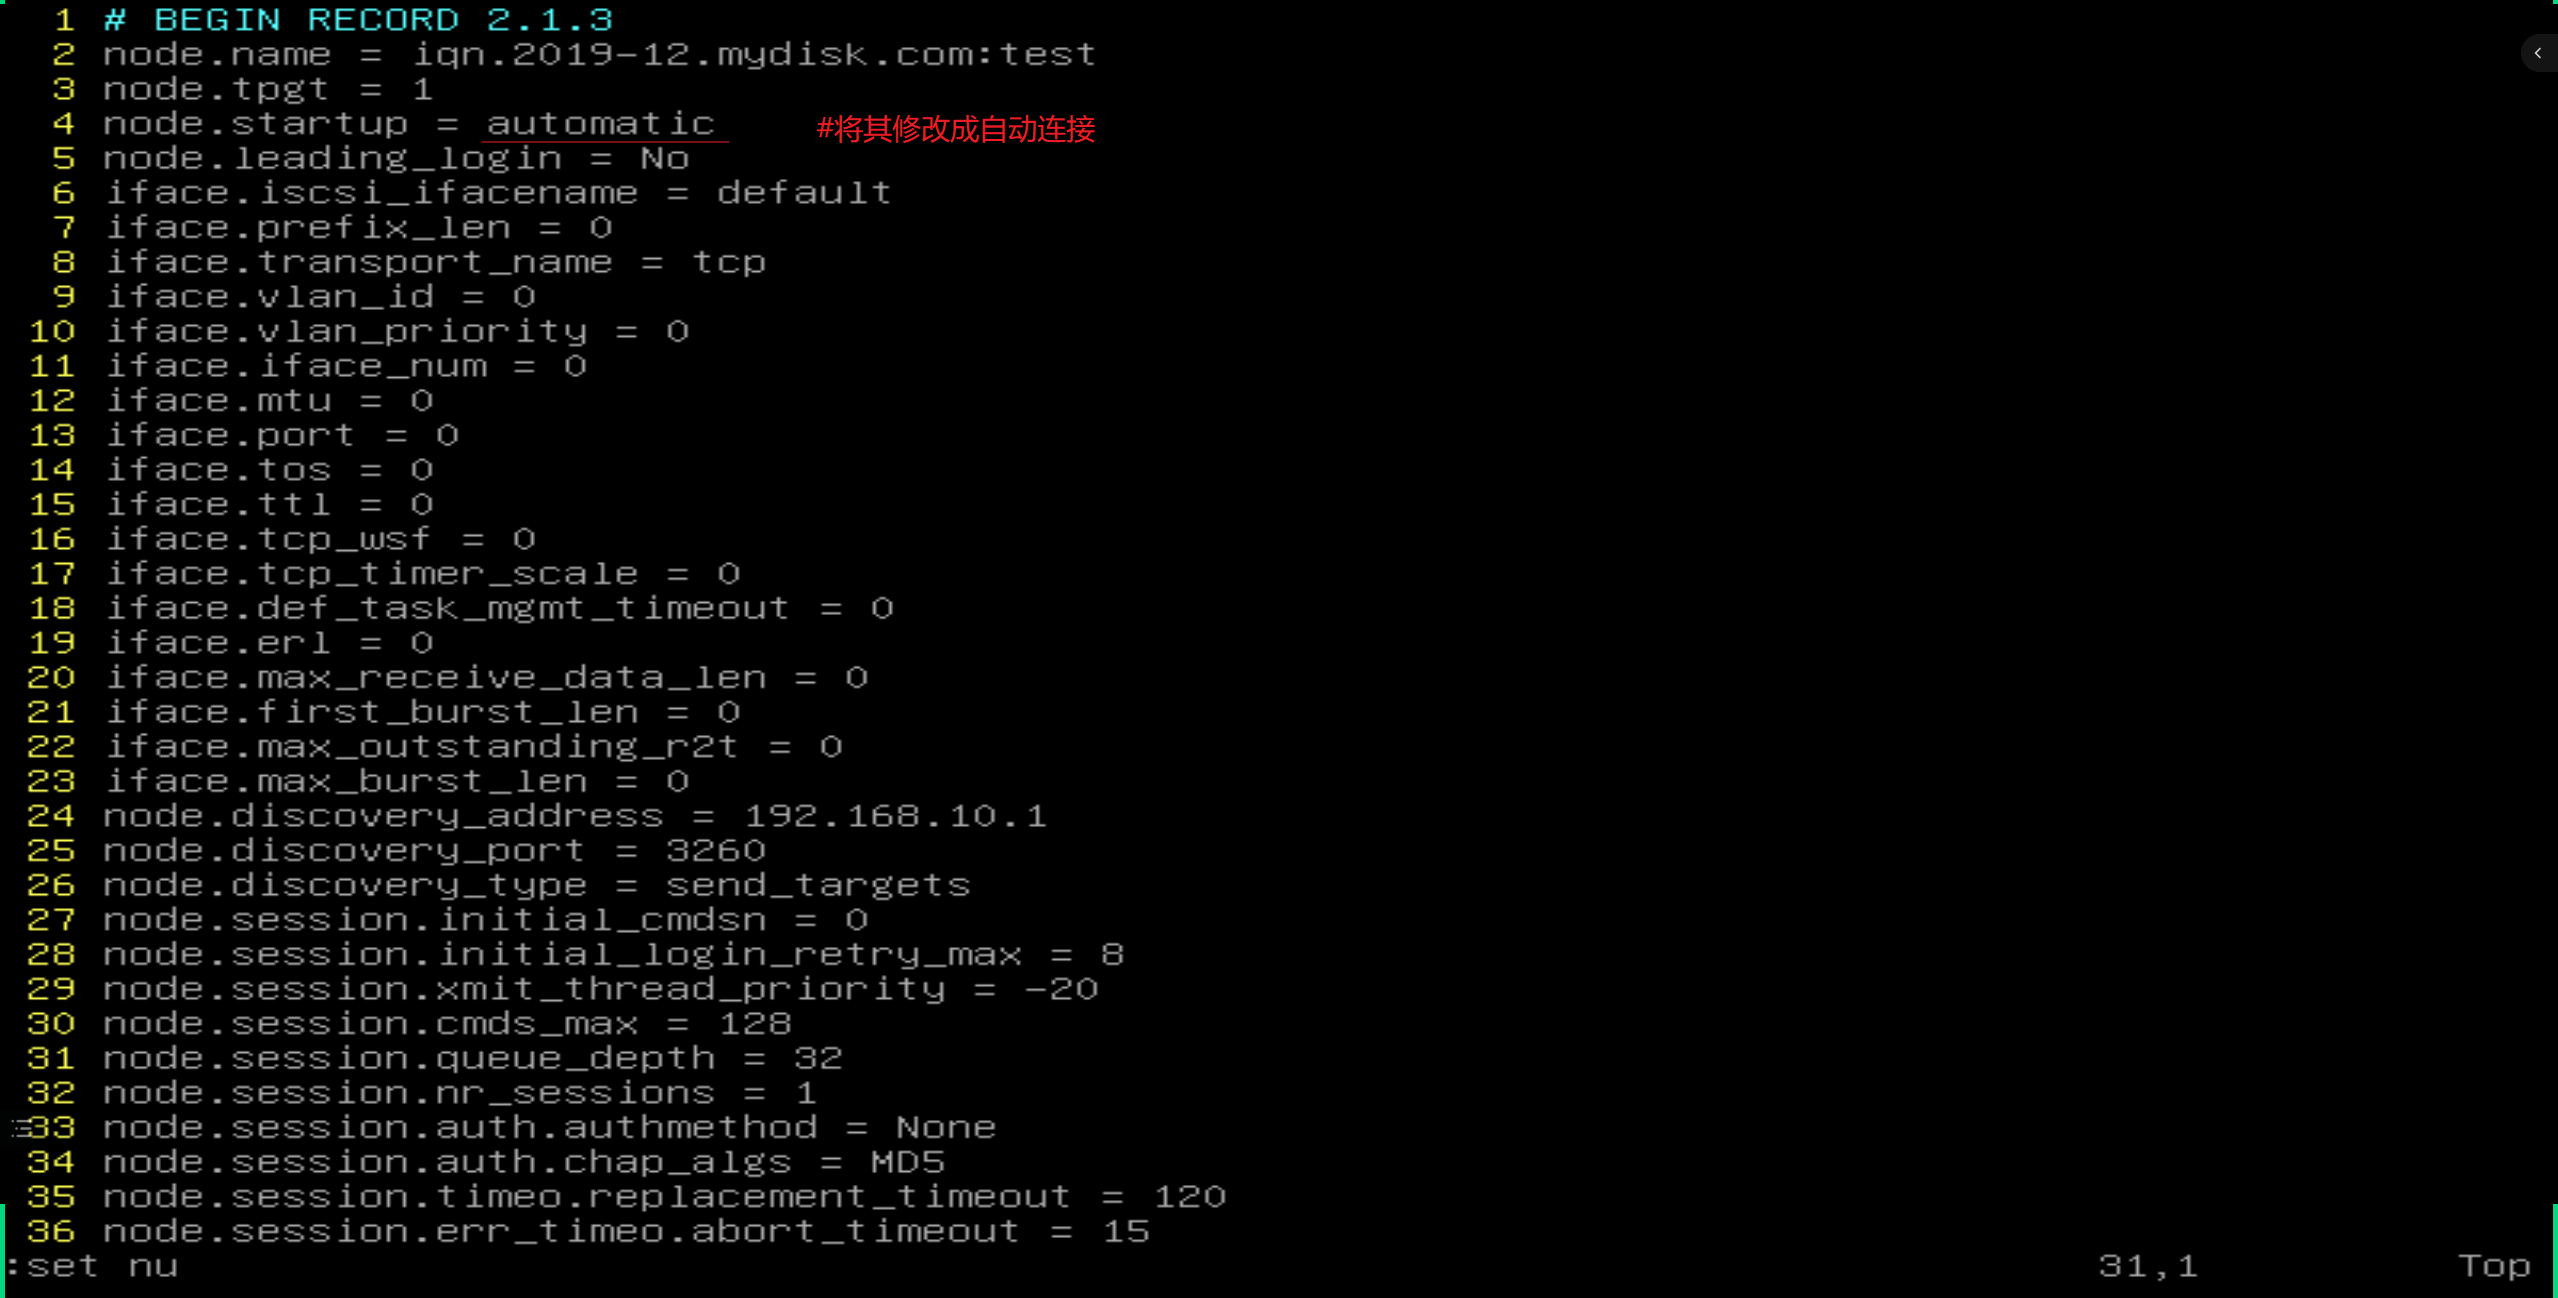 1 # BEGIN RECORD 2.1.3
2 node.name = iqn.2019-12.mydisk.com:test
3 node.tpgt = 1
4 node.startup = automatic #将其修改成自动连接
5 node.leading_login = No
6 iface.iscsi_ifacename = default
7 iface.prefix_len = 0
8 iface.transport_name = tcp
9 iface.vlan_id = 0
10 iface.vlan_priority = 0
11 iface.iface_num = 0
12 iface.mtu = 0
13 iface.port = 0
14 iface.tos = 0
15 iface.ttl = 0
16 iface.tcp_wsf = 0
17 iface.tcp_timer_scale = 0
18 iface.def_task_mgmt_timeout = 0
19 iface.erl = 0
20 iface.max_receive_data_len = 0
21 iface.first_burst_len = 0
22 iface.max_outstanding_r2t = 0
23 iface.max_burst_len = 0
24 node.discovery_address = 192.168.10.1
25 node.discovery_port = 3260
26 node.discovery_type = send_targets
27 node.session.initial_cmdsn = 0
28 node.session.initial_login_retry_max = 8
29 node.session.xmit_thread_priority = -20
30 node.session.cmds_max = 128
31 node.session.queue_depth = 32
32 node.session.nr_sessions = 1
33 node.session.auth.authmethod = None
34 node.session.auth.chap_algs = MD5
35 node.session.timeo.replacement_timeout = 120
36 node.session.err_timeo.abort_timeout = 15
:set nu 31,1 Top